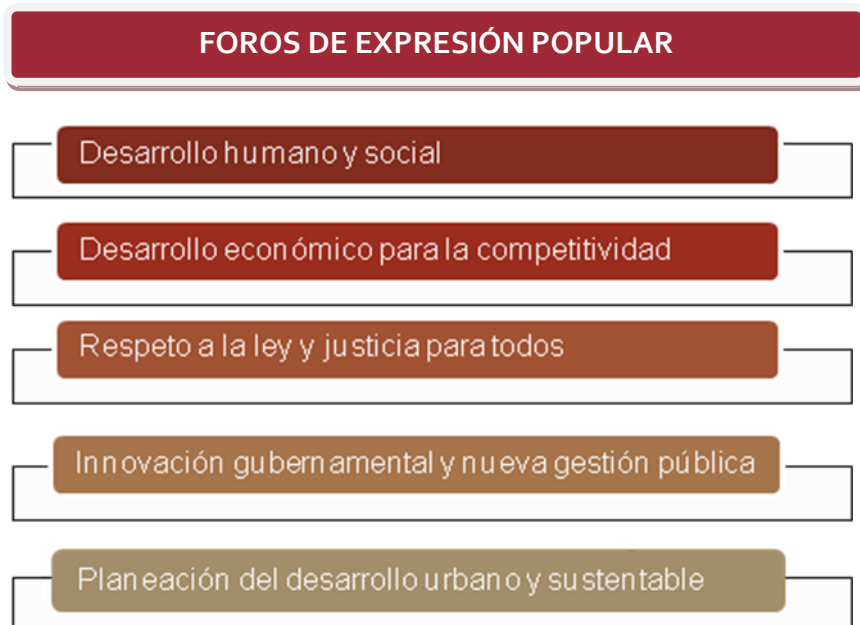 FOROS DE EXPRESIÓN POPULAR
Desarrollo humano y social
Desarrollo económico para la competitividad
Respeto a la ley y justicia para todos
Innovación gubernamental y nueva gestión pública
Planeación del desarrollo urbano y sustentable